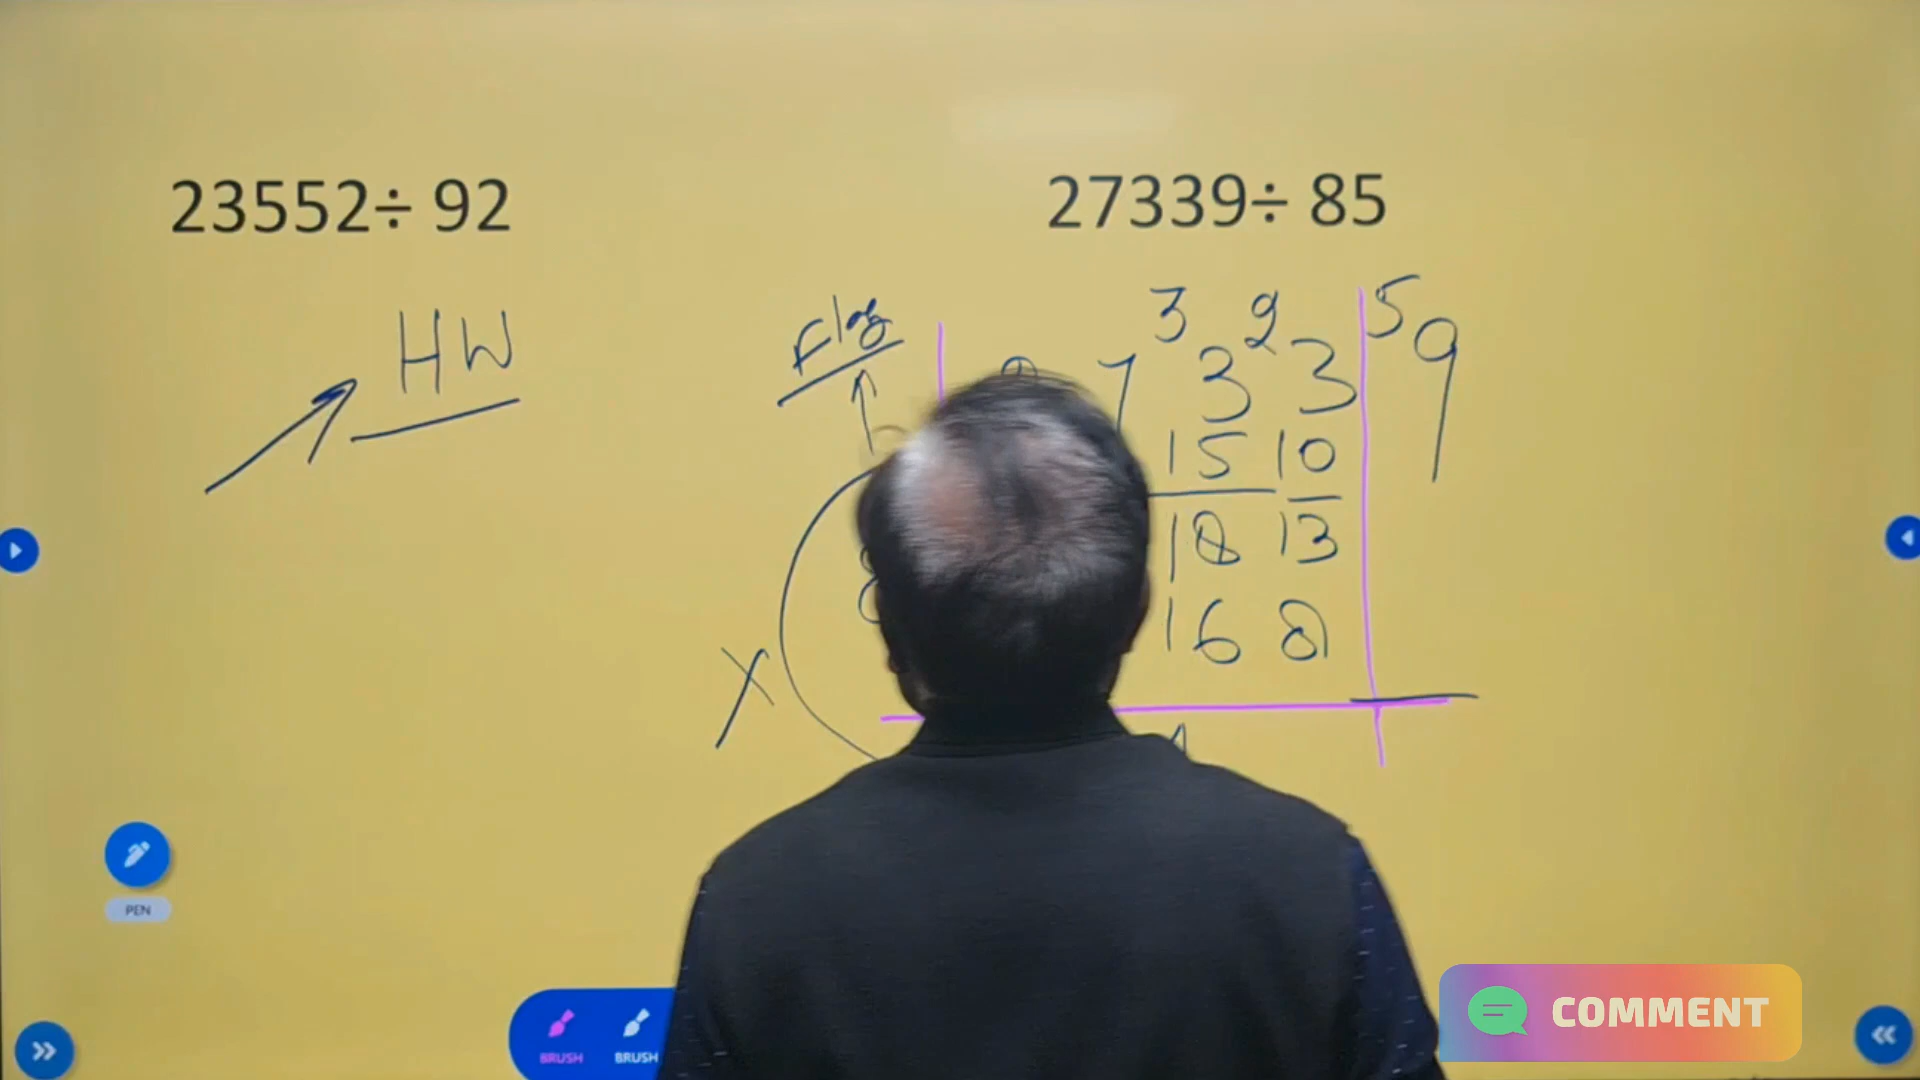 23552÷ 92
27339÷ 85
HW
Flag
3 2 5
7 3 3 9
15 10
18 13
16 8
X
PEN
BRUSH
BRUSH
COMMENT